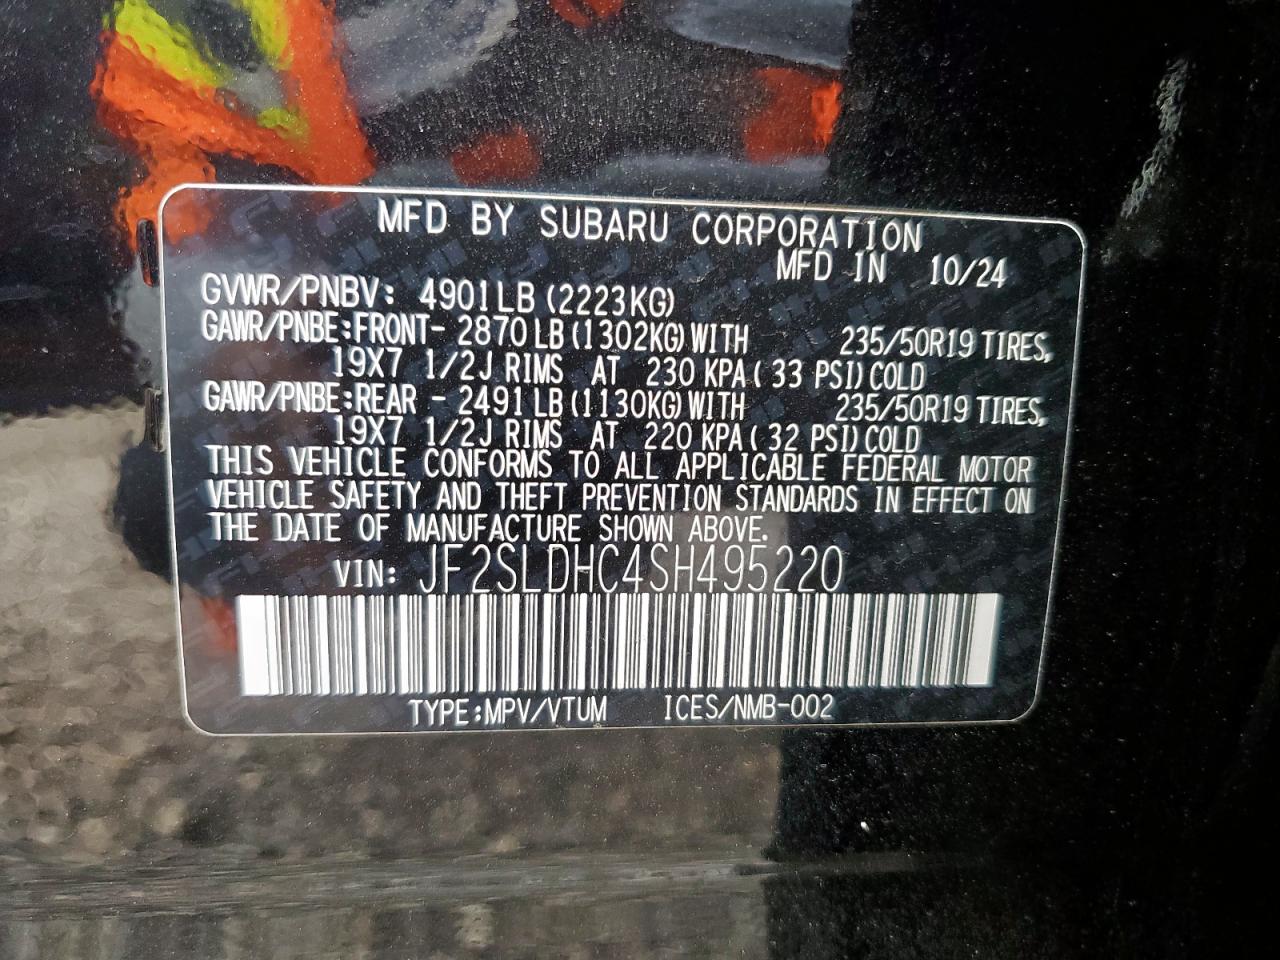 MFD BY SUBARU CORPORATION
MFD IN 10/24
GVWR/PNBV: 4901LB (2223KG)
GAWR/PNBE:FRONT- 2870LB (1302KG) WITH 235/50R19 TIRES,
19X7 1/2J RIMS AT 230 KPA ( 33 PSI) COLD
GAWR/PNBE:REAR - 2491LB (1130KG) WITH 235/50R19 TIRES,
19X7 1/2J RIMS AT 220 KPA ( 32 PSI) COLD
THIS VEHICLE CONFORMS TO ALL APPLICABLE FEDERAL MOTOR
VEHICLE SAFETY AND THEFT PREVENTION STANDARDS IN EFFECT ON
THE DATE OF MANUFACTURE SHOWN ABOVE.
VIN: JF2SLDHC4SH495220
TYPE:MPV/VTUM ICES/NMB-002